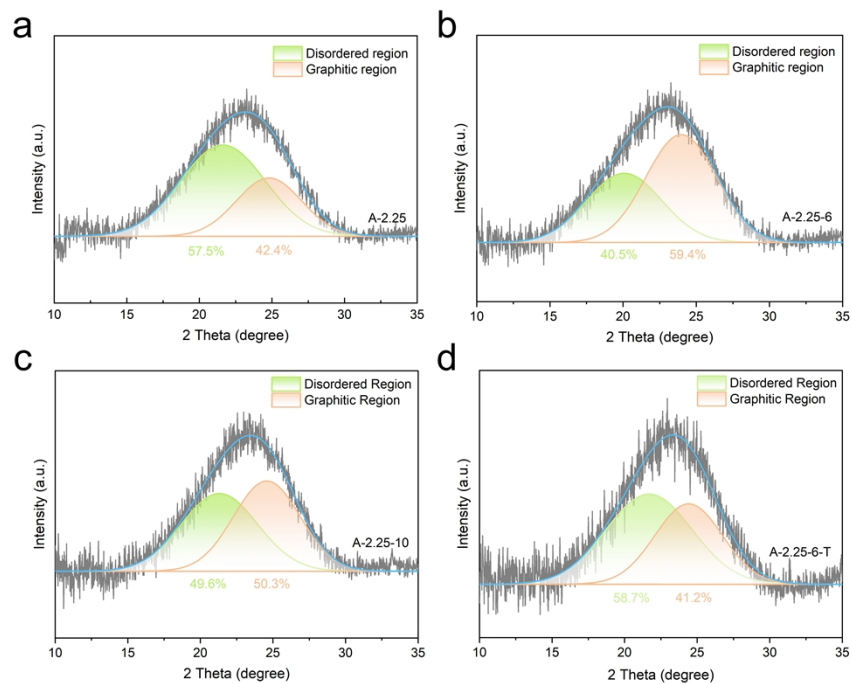 a
Disordered region
Graphitic region
Intensity (a.u.)
A-2.25
57.5%
42.4%
10
15
20
25
30
35
2 Theta (degree)
b
Disordered region
Graphitic region
Intensity (a.u.)
A-2.25-6
40.5%
59.4%
10
15
20
25
30
35
2 Theta (degree)
c
Disordered Region
Graphitic Region
Intensity (a.u.)
A-2.25-10
49.6%
50.3%
10
15
20
25
30
35
2 Theta (degree)
d
Disordered Region
Graphitic Region
Intensity (a.u.)
A-2.25-6-T
58.7%
41.2%
10
15
20
25
30
35
2 Theta (degree)